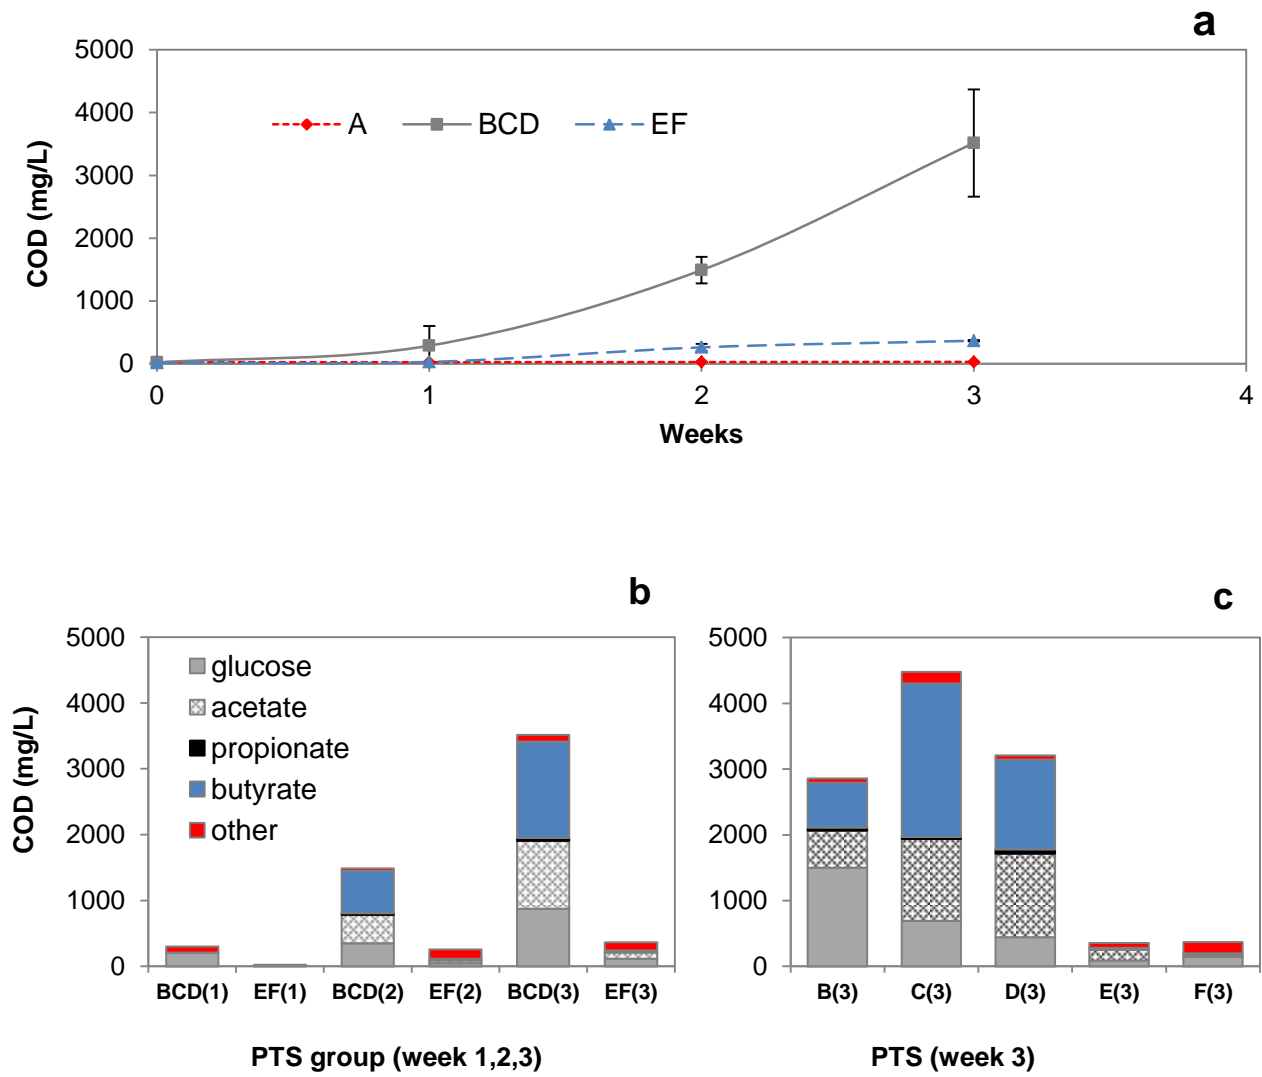 a
5000
4000
3000
2000
1000
0
COD (mg/L)
A BCD EF
0 1 2 3 4
Weeks
b
5000
4000
3000
2000
1000
0
COD (mg/L)
glucose
acetate
propionate
butyrate
other
BCD(1) EF(1) BCD(2) EF(2) BCD(3) EF(3)
PTS group (week 1,2,3)
c
5000
4000
3000
2000
1000
0
B(3) C(3) D(3) E(3) F(3)
PTS (week 3)